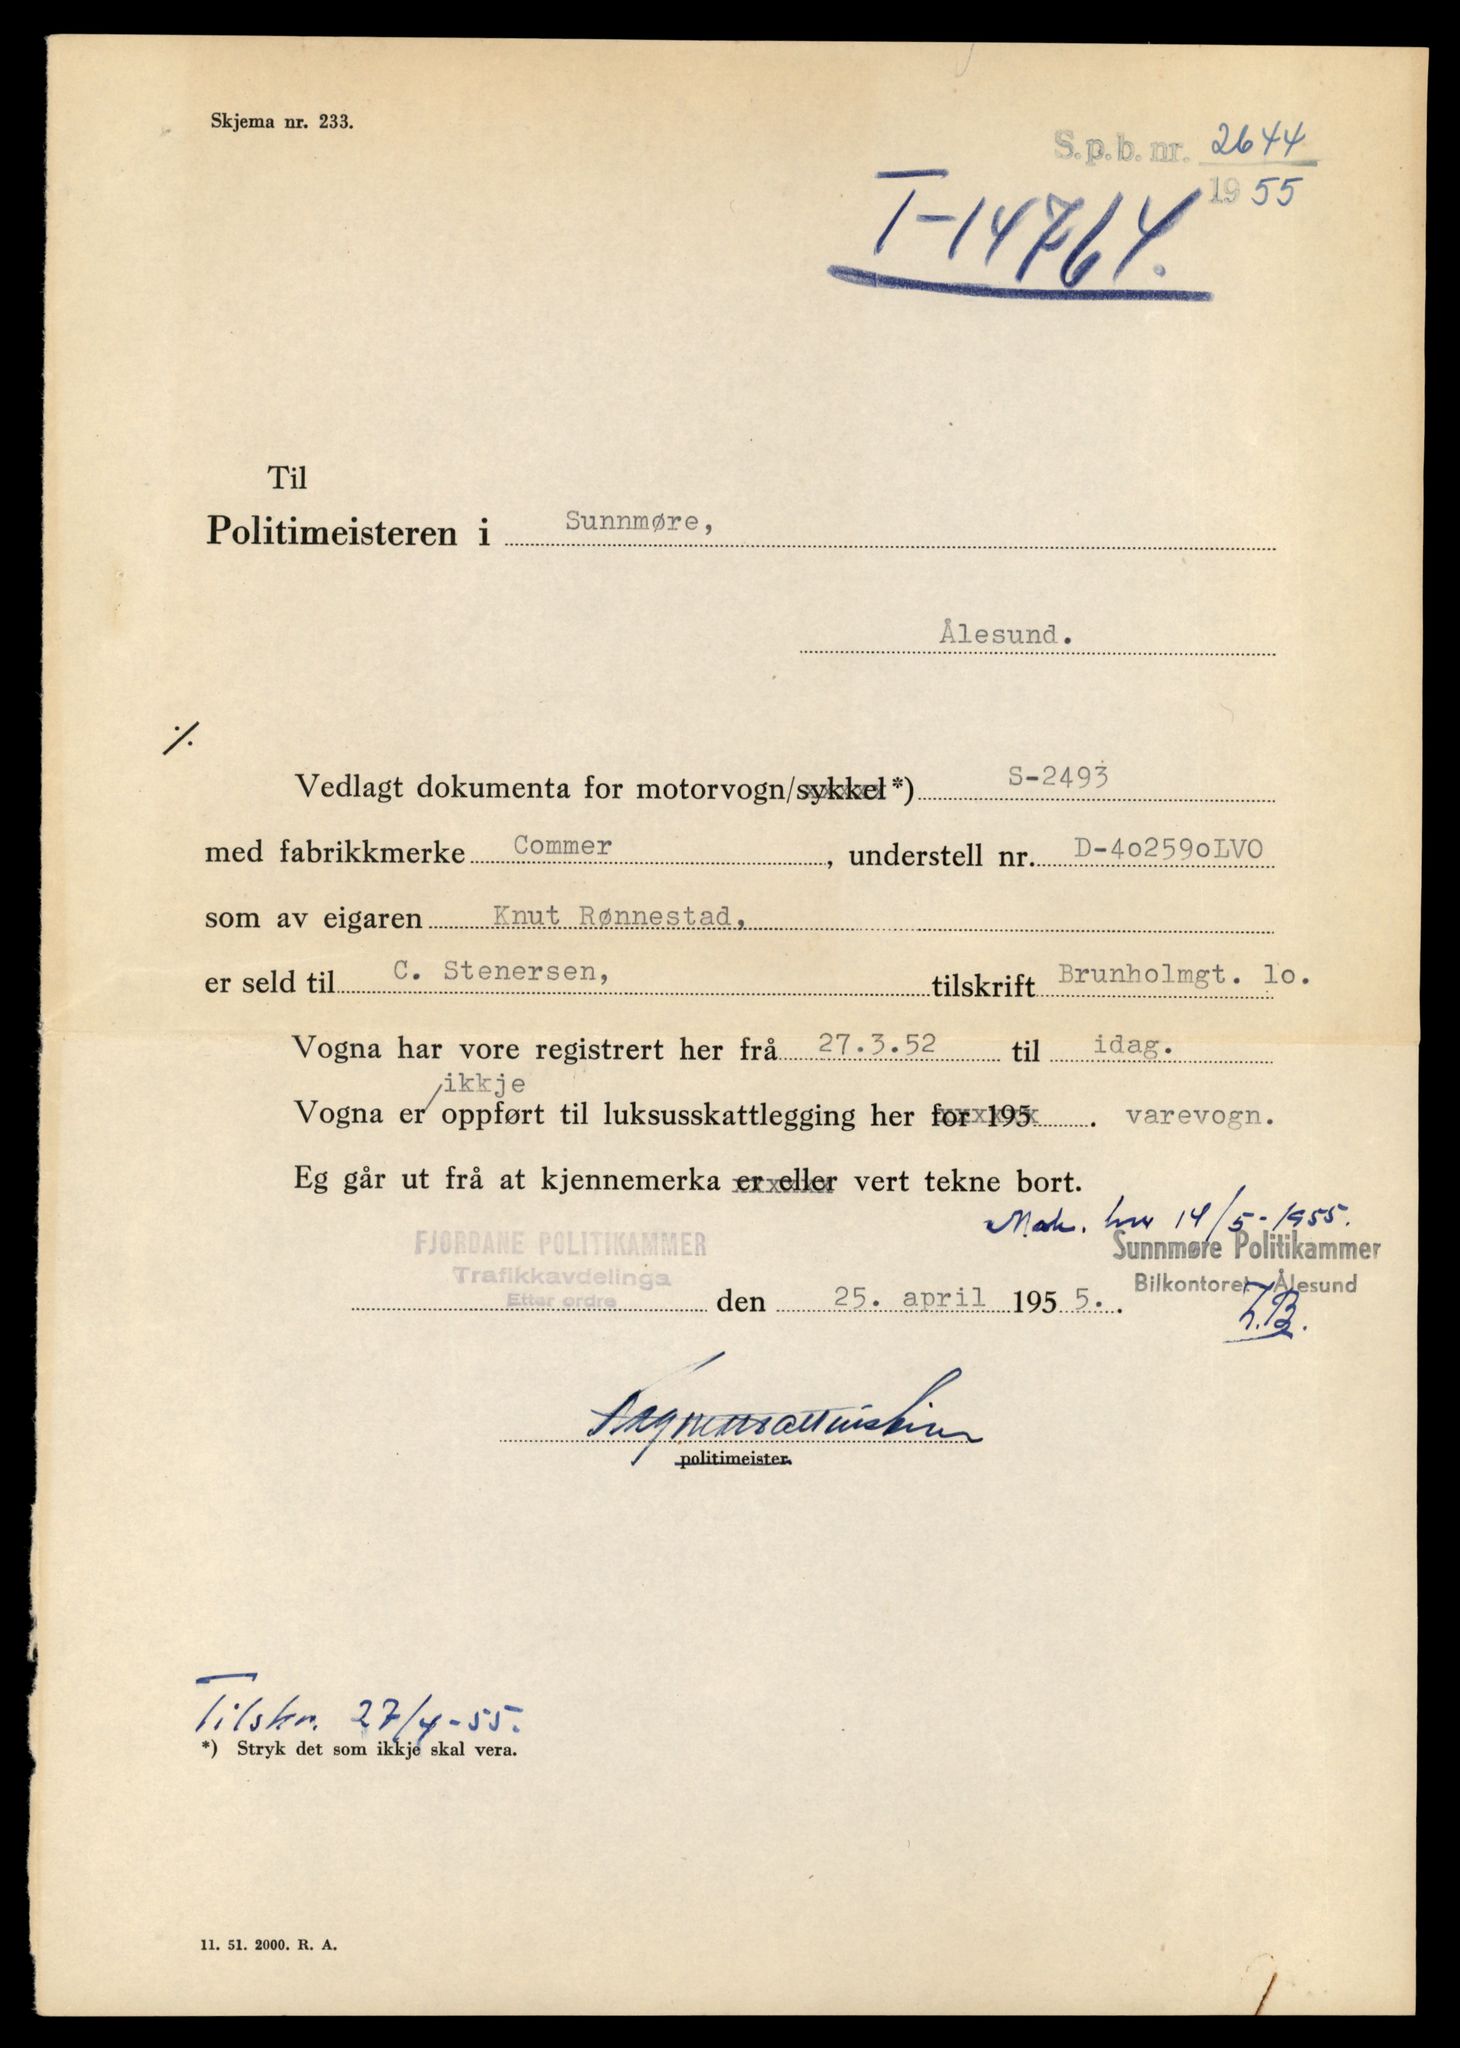 Skjema nr. 233.
S.p.b. nr. 2644
1955
T-14764.
Til
Politimeisteren i Sunnmøre,
Ålesund.
·/.
Vedlagt dokumenta for motorvogn/sykkel*) S-2493
med fabrikkmerke Commer, understell nr. D-4o259oLVO
som av eigaren Knut Rønnestad,
er seld til C. Stenersen, tilskrift Brunholmgt. 1o.
Vogna har vore registrert her frå 27.3.52 til idag.
ikkje
Vogna er / oppført til luksusskattlegging her for 195 . varevogn.
Eg går ut frå at kjennemerka er eller vert tekne bort.
14/5-1955.
FJORDANE POLITIKAMMER
Trafikkavdelinga
Etter ordre
Sunnmøre Politikammer
Bilkontoret Ålesund
den 25. april 1955.
politimeister.
Tilskr. 27/4-55.
*) Stryk det som ikkje skal vera.
11. 51. 2000. R. A.